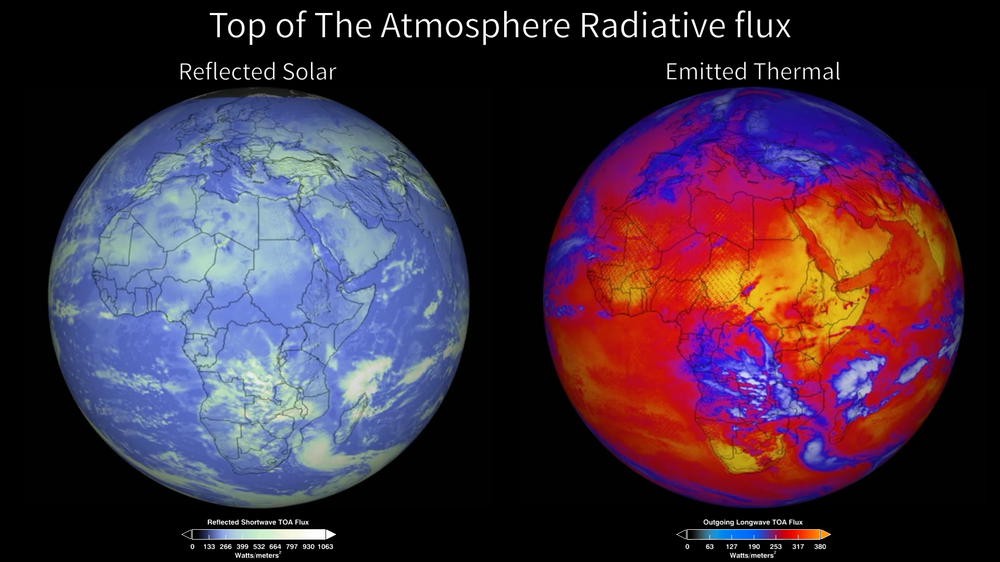 Top of The Atmosphere Radiative flux
Reflected Solar
Emitted Thermal
Reflected Shortwave TOA Flux
0 133 266 399 532 664 797 930 1063
Watts/meters²
Outgoing Longwave TOA Flux
0 63 127 190 253 317 380
Watts/meters²